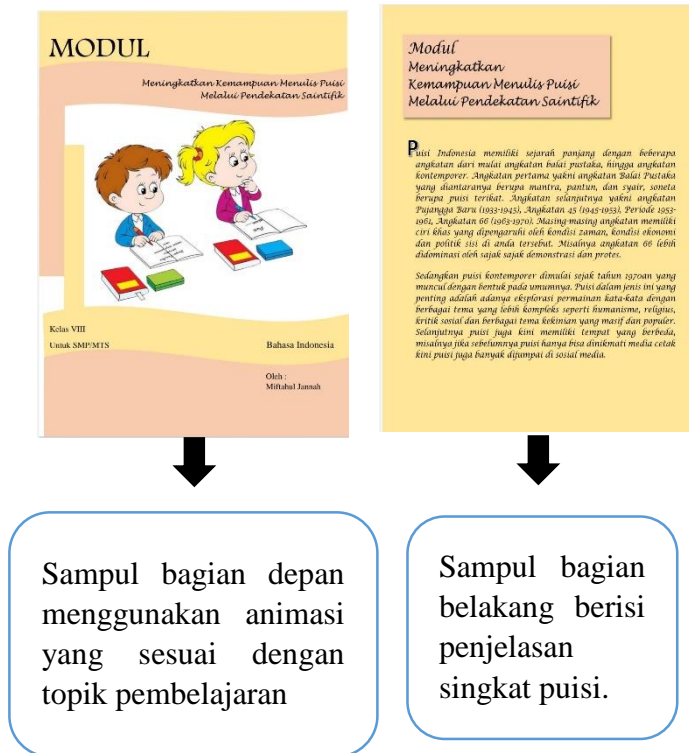 MODUL
Meningkatkan Kemampuan Menulis Puisi
Melalui Pendekatan Saintifik
Kelas VIII
Untuk SMP/MTS
Bahasa Indonesia
Oleh :
Miftahul Jannah
Modul
Meningkatkan
Kemampuan Menulis Puisi
Melalui Pendekatan Saintifik
Puisi Indonesia memiliki sejarah panjang dengan beberapa
angkatan dari mulai angkatan balai pustaka, hingga angkatan
kontemporer. Angkatan pertama yakni angkatan Balai Pustaka
yang diantaranya berupa mantra, pantun, dan syair, soneta
berupa puisi terikat. Angkatan selanjutnya yakni angkatan
Pujangga Baru (1933-1945), Angkatan 45 (1945-1953), Periode 1953-
1961, Angkatan 66 (1963-1970). Masing-masing angkatan memiliki
ciri khas yang dipengaruhi oleh kondisi zaman, kondisi ekonomi
dan politik sisi di anda tersebut. Misalnya angkatan 66 lebih
didominasi oleh sajak sajak demonstrasi dan protes.
Sedangkan puisi kontemporer dimulai sejak tahun 1970an yang
muncul dengan bentuk pada umumnya. Puisi dalam jenis ini yang
penting adalah adanya eksplorasi permainan kata-kata dengan
berbagai tema yang lebih kompleks seperti humanisme, religius,
kritik sosial dan berbagai tema kekinian yang masif dan populer.
Selanjutnya puisi juga kini memiliki tempat yang berbeda,
misalnya jika sebelumnya puisi hanya bisa dinikmati media cetak
kini puisi juga banyak dijumpai di sosial media.
Sampul bagian depan
menggunakan animasi
yang sesuai dengan
topik pembelajaran
Sampul bagian
belakang berisi
penjelasan
singkat puisi.